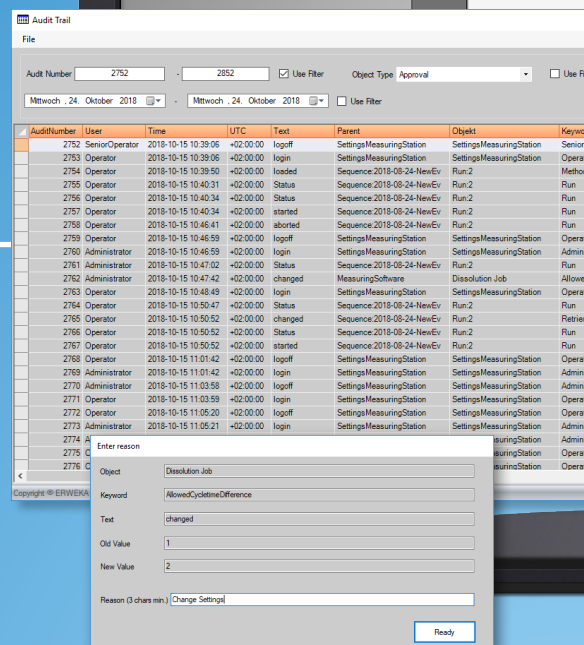 Audit Trail
File
Audit Number 2752 - 2852 Use Filter Object Type Approval
Mittwoch , 24. Oktober 2018 - Mittwoch , 24. Oktober 2018 Use Filter
AuditNumber User Time UTC Text Parent Objekt
2752 SeniorOperator 2018-10-15 10:39:06 +02:00:00 logoff SettingsMeasuringStation SettingsMeasuringStation Senior
2753 Operator 2018-10-15 10:39:06 +02:00:00 login SettingsMeasuringStation SettingsMeasuringStation Opera
2754 Operator 2018-10-15 10:39:50 +02:00:00 loaded Sequence:2018-08-24-NewEv Run:2 Metho
2755 Operator 2018-10-15 10:40:31 +02:00:00 Status Sequence:2018-08-24-NewEv Run:2 Run
2756 Operator 2018-10-15 10:40:34 +02:00:00 Status Sequence:2018-08-24-NewEv Run:2 Run
2757 Operator 2018-10-15 10:40:34 +02:00:00 started Sequence:2018-08-24-NewEv Run:2 Run
2758 Operator 2018-10-15 10:46:41 +02:00:00 aborted Sequence:2018-08-24-NewEv Run:2 Run
2759 Operator 2018-10-15 10:46:59 +02:00:00 logoff SettingsMeasuringStation SettingsMeasuringStation Opera
2760 Administrator 2018-10-15 10:46:59 +02:00:00 login SettingsMeasuringStation SettingsMeasuringStation Admin
2761 Administrator 2018-10-15 10:47:02 +02:00:00 Status Sequence:2018-08-24-NewEv Run:2 Run
2762 Administrator 2018-10-15 10:47:42 +02:00:00 changed MeasuringSoftware Dissolution Job Allowe
2763 Operator 2018-10-15 10:48:49 +02:00:00 login SettingsMeasuringStation SettingsMeasuringStation Opera
2764 Operator 2018-10-15 10:50:47 +02:00:00 Status Sequence:2018-08-24-NewEv Run:2 Run
2765 Operator 2018-10-15 10:50:52 +02:00:00 changed Sequence:2018-08-24-NewEv Run:2 Retrie
2766 Operator 2018-10-15 10:50:52 +02:00:00 Status Sequence:2018-08-24-NewEv Run:2 Run
2767 Operator 2018-10-15 10:50:52 +02:00:00 started Sequence:2018-08-24-NewEv Run:2 Run
2768 Operator 2018-10-15 11:01:42 +02:00:00 logoff SettingsMeasuringStation SettingsMeasuringStation Opera
2769 Administrator 2018-10-15 11:01:42 +02:00:00 login SettingsMeasuringStation SettingsMeasuringStation Admin
2770 Administrator 2018-10-15 11:03:58 +02:00:00 logoff SettingsMeasuringStation SettingsMeasuringStation Admin
2771 Operator 2018-10-15 11:03:59 +02:00:00 login SettingsMeasuringStation SettingsMeasuringStation Opera
2772 Operator 2018-10-15 11:05:20 +02:00:00 logoff SettingsMeasuringStation SettingsMeasuringStation Opera
2773 Administrator 2018-10-15 11:05:21 +02:00:00 login SettingsMeasuringStation SettingsMeasuringStation Admin
2774 A suringStation Admin
2775 suringStation Opera
2776 suringStation Opera
Copyright © ERWEKA
Enter reason
Object Dissolution Job
Keyword AllowedCycletimeDifference
Text changed
Old Value 1
New Value 2
Reason (3 chars min.) Change Settings
Ready